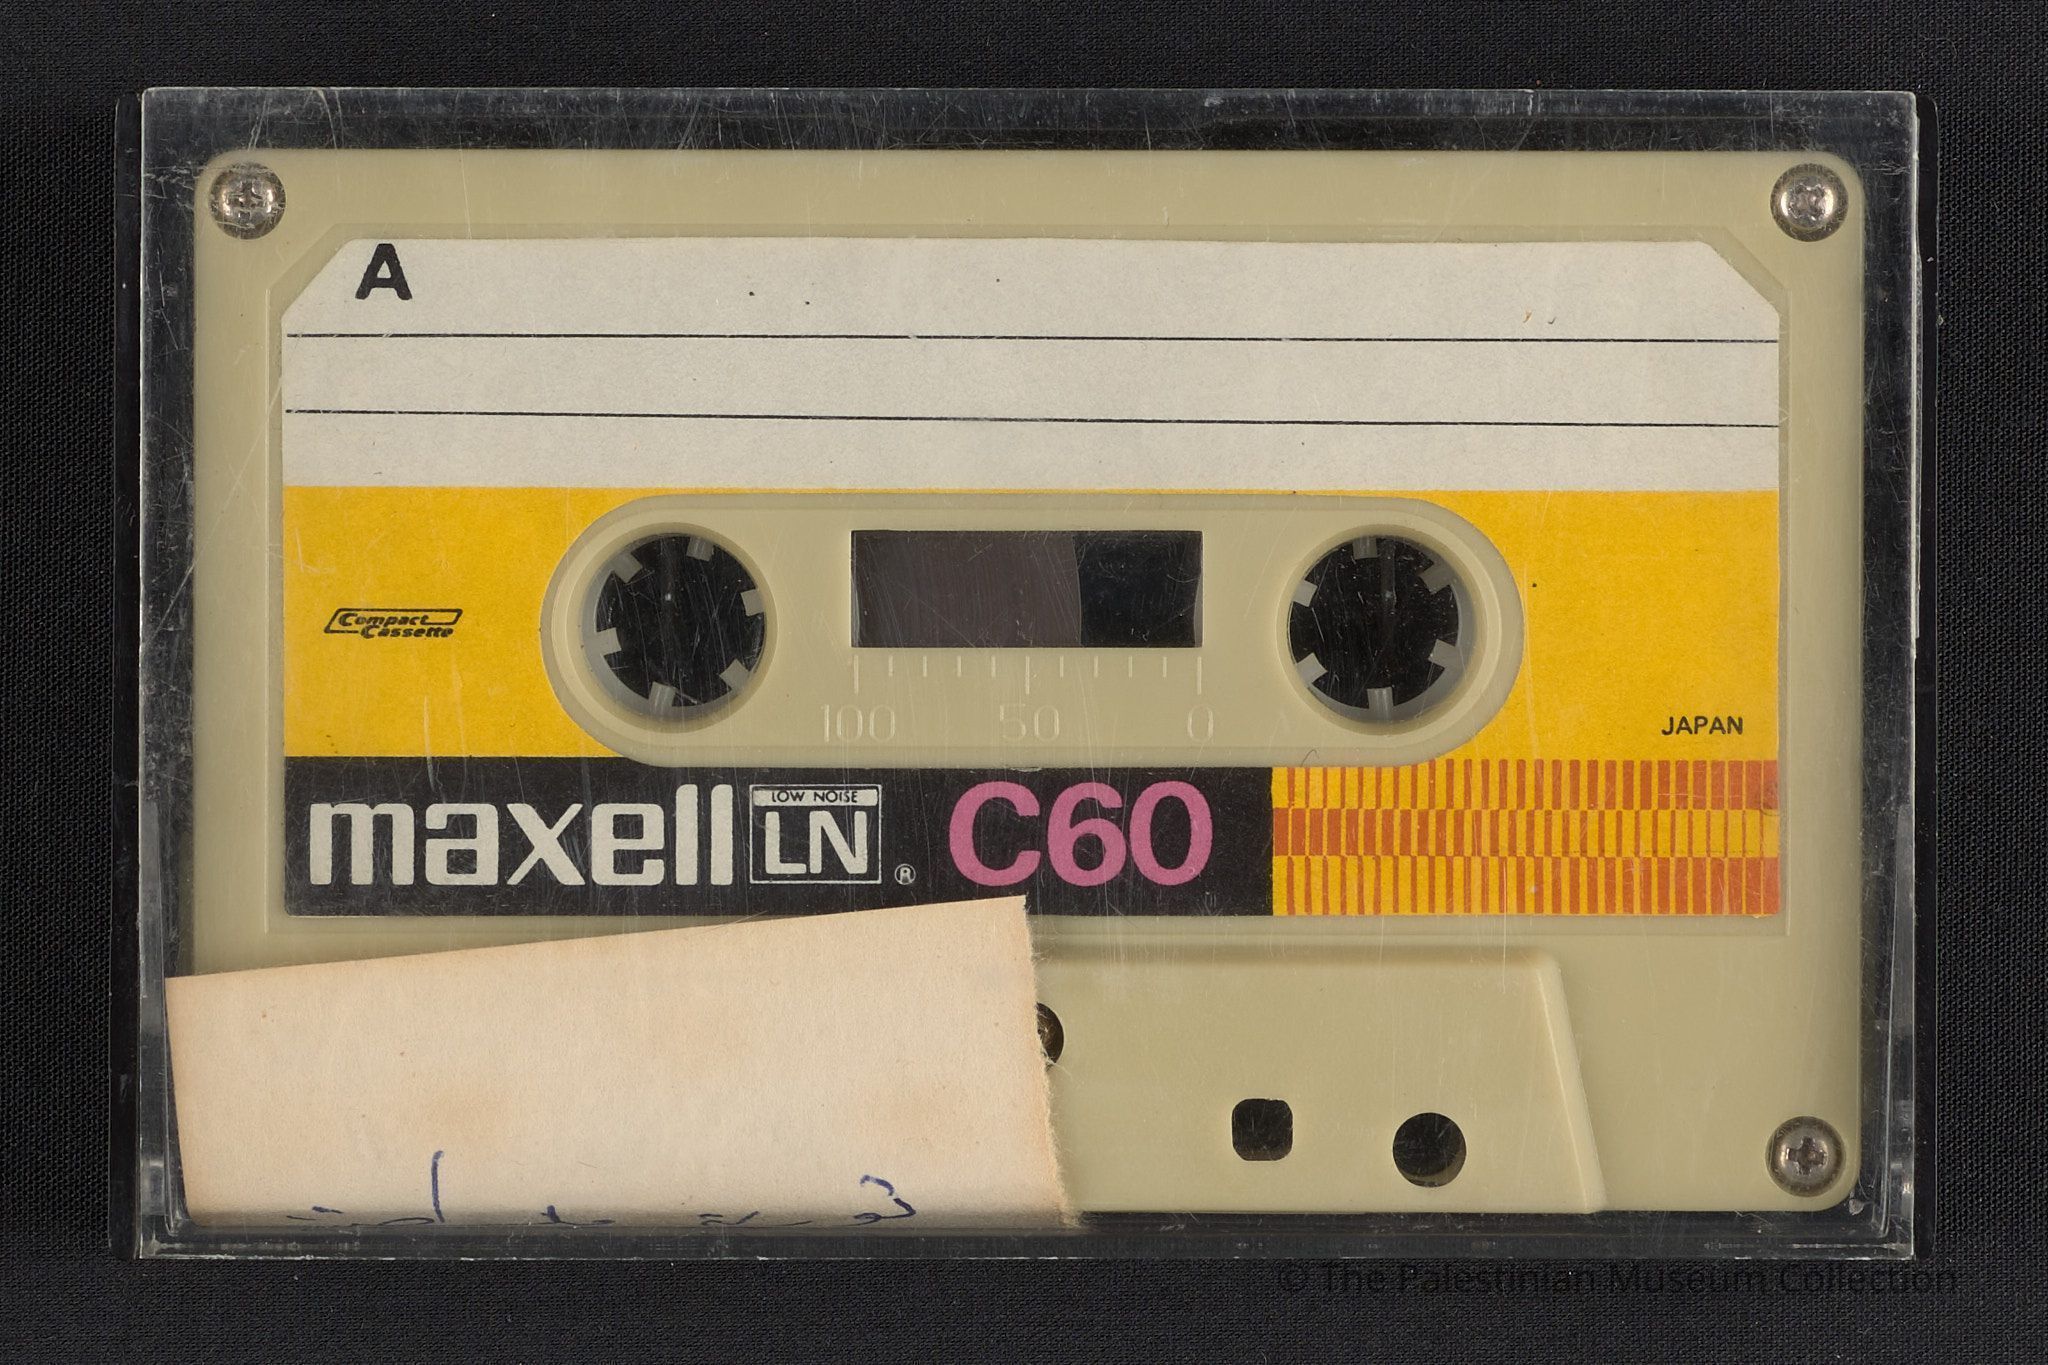 A
Compact
Cassette
100 50 0
JAPAN
maxell LOW NOISE LN ® C60
© The Palestinian Museum Collection